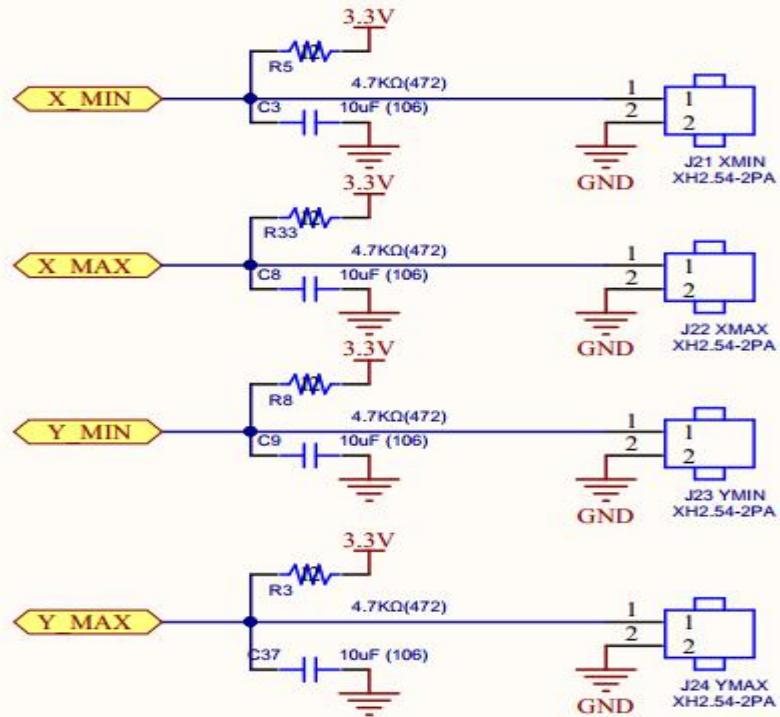 3.3V
R5
4.7KΩ(472)
X_MIN
C3
10uF (106)
1
1
2
2
GND
J21 XMIN
XH2.54-2PA
3.3V
R33
4.7KΩ(472)
X_MAX
C8
10uF (106)
1
1
2
2
GND
J22 XMAX
XH2.54-2PA
3.3V
R8
4.7KΩ(472)
Y_MIN
C9
10uF (106)
1
1
2
2
GND
J23 YMIN
XH2.54-2PA
3.3V
R3
4.7KΩ(472)
Y_MAX
C37
10uF (106)
1
1
2
2
GND
J24 YMAX
XH2.54-2PA